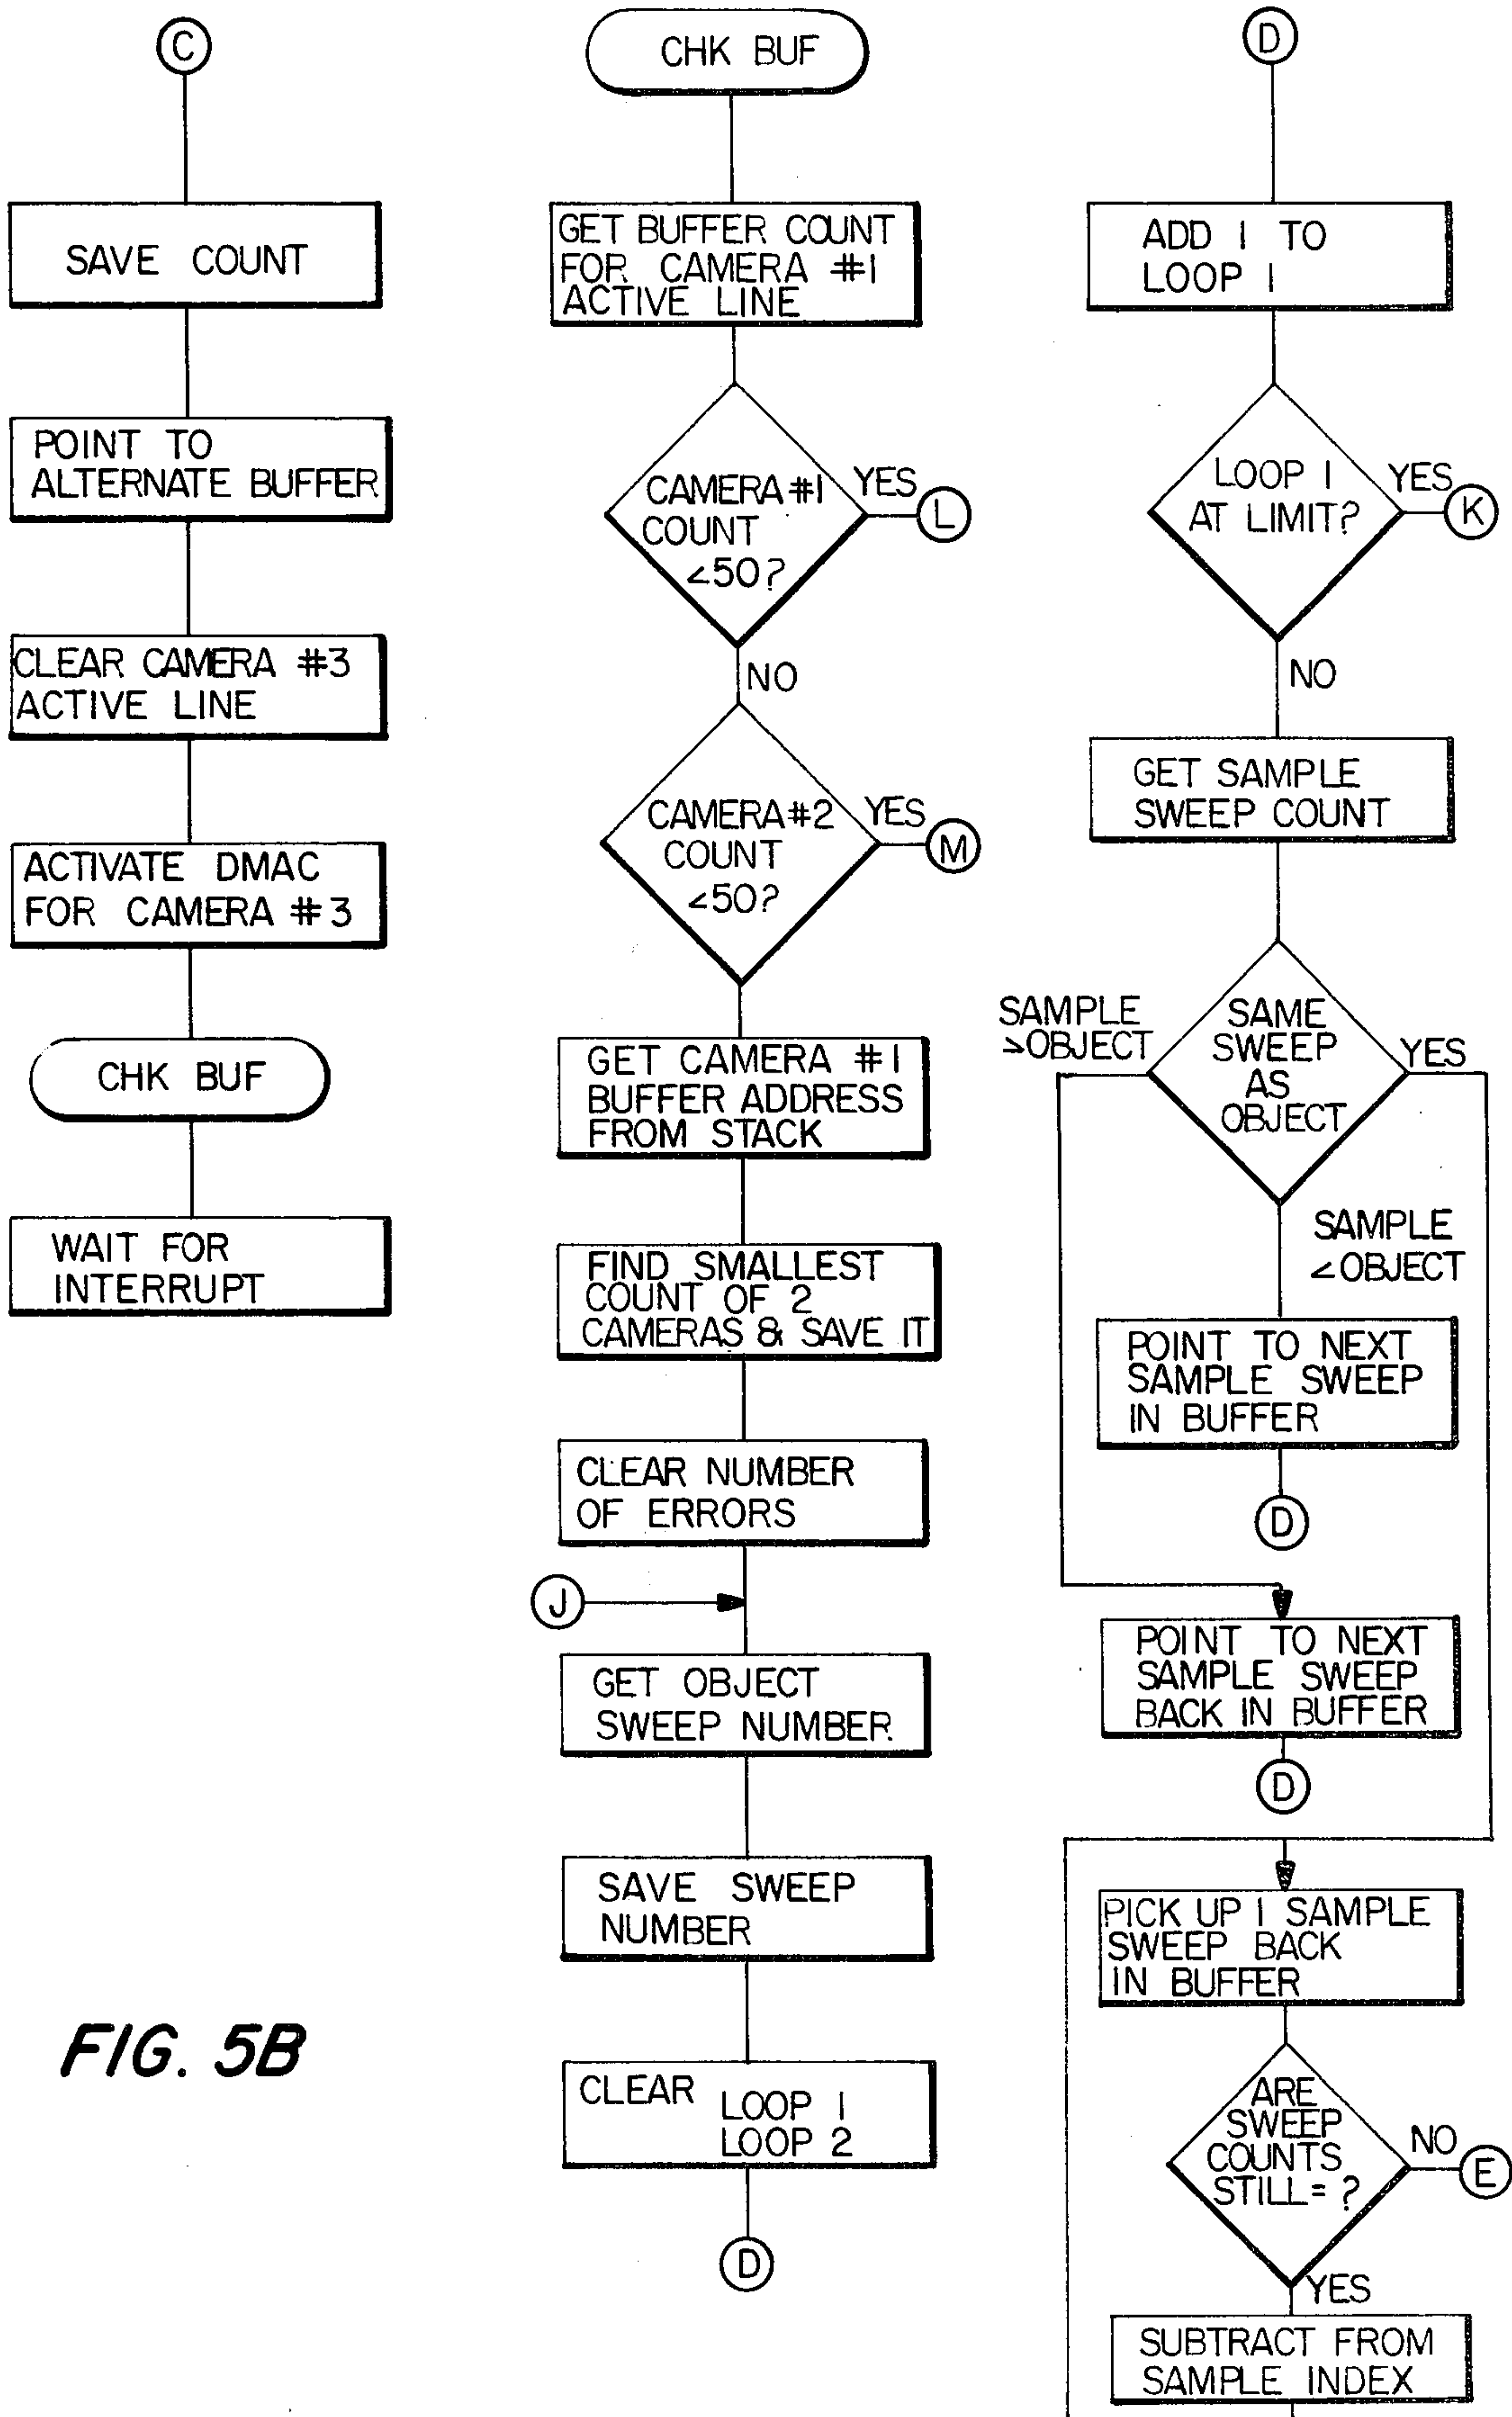 C
SAVE COUNT
POINT TO
ALTERNATE BUFFER
CLEAR CAMERA #3
ACTIVE LINE
ACTIVATE DMAC
FOR CAMERA #3
CHK BUF
WAIT FOR
INTERRUPT
FIG. 5B
CHK BUF
GET BUFFER COUNT
FOR CAMERA #1
ACTIVE LINE
CAMERA #1
COUNT
<50?
YES
L
NO
CAMERA #2
COUNT
<50?
YES
M
GET CAMERA #1
BUFFER ADDRESS
FROM STACK
FIND SMALLEST
COUNT OF 2
CAMERAS & SAVE IT
CLEAR NUMBER
OF ERRORS
J
GET OBJECT
SWEEP NUMBER
SAVE SWEEP
NUMBER
CLEAR
LOOP 1
LOOP 2
D
D
ADD 1 TO
LOOP 1
LOOP 1
AT LIMIT?
YES
K
NO
GET SAMPLE
SWEEP COUNT
SAME
SWEEP
AS
OBJECT
SAMPLE
>OBJECT
YES
SAMPLE
<OBJECT
POINT TO NEXT
SAMPLE SWEEP
IN BUFFER
D
POINT TO NEXT
SAMPLE SWEEP
BACK IN BUFFER
D
PICK UP 1 SAMPLE
SWEEP BACK
IN BUFFER
ARE
SWEEP
COUNTS
STILL= ?
NO
E
YES
SUBTRACT FROM
SAMPLE INDEX